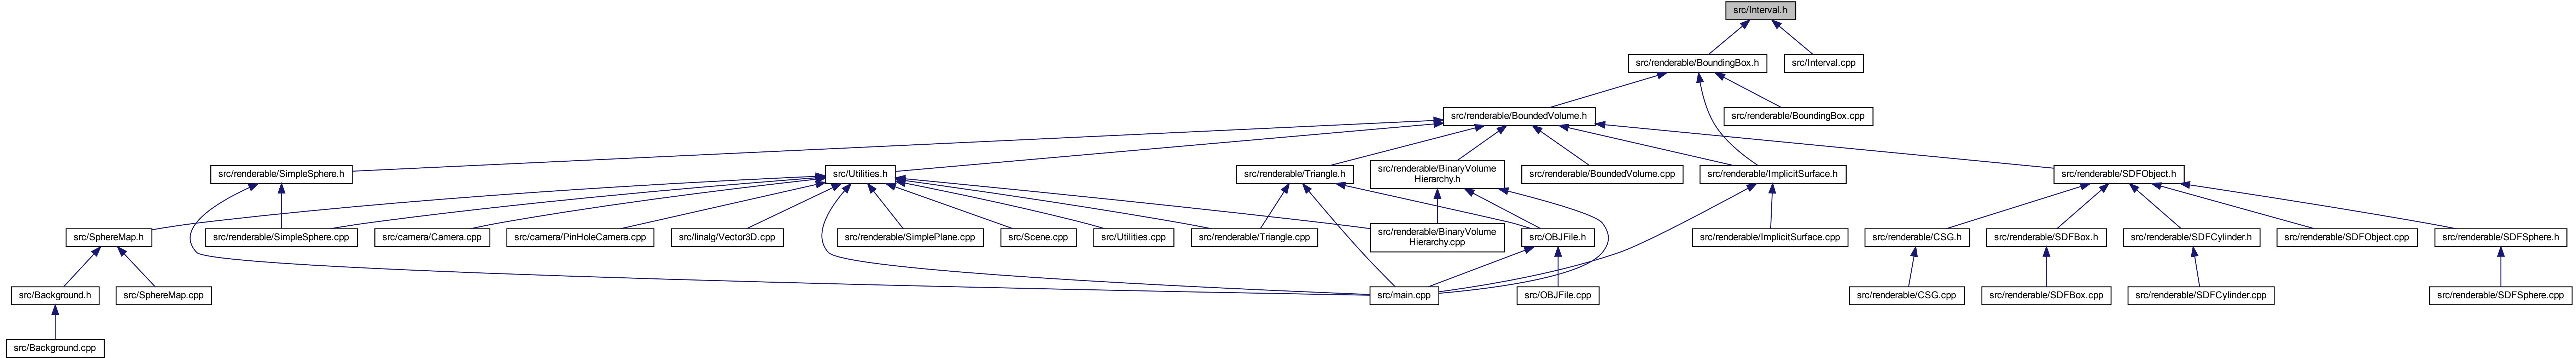 src/Interval.h
src/renderable/BoundingBox.h
src/Interval.cpp
src/renderable/BoundedVolume.h
src/renderable/BoundingBox.cpp
src/renderable/SimpleSphere.h
src/Utilities.h
src/renderable/Triangle.h
src/renderable/BinaryVolume
Hierarchy.h
src/renderable/BoundedVolume.cpp
src/renderable/ImplicitSurface.h
src/renderable/SDFObject.h
src/SphereMap.h
src/renderable/SimpleSphere.cpp
src/camera/Camera.cpp
src/camera/PinHoleCamera.cpp
src/linalg/Vector3D.cpp
src/renderable/SimplePlane.cpp
src/Scene.cpp
src/Utilities.cpp
src/renderable/Triangle.cpp
src/renderable/BinaryVolume
Hierarchy.cpp
src/OBJFile.h
src/renderable/ImplicitSurface.cpp
src/renderable/CSG.h
src/renderable/SDFBox.h
src/renderable/SDFCylinder.h
src/renderable/SDFObject.cpp
src/renderable/SDFSphere.h
src/Background.h
src/SphereMap.cpp
src/main.cpp
src/OBJFile.cpp
src/renderable/CSG.cpp
src/renderable/SDFBox.cpp
src/renderable/SDFCylinder.cpp
src/renderable/SDFSphere.cpp
src/Background.cpp